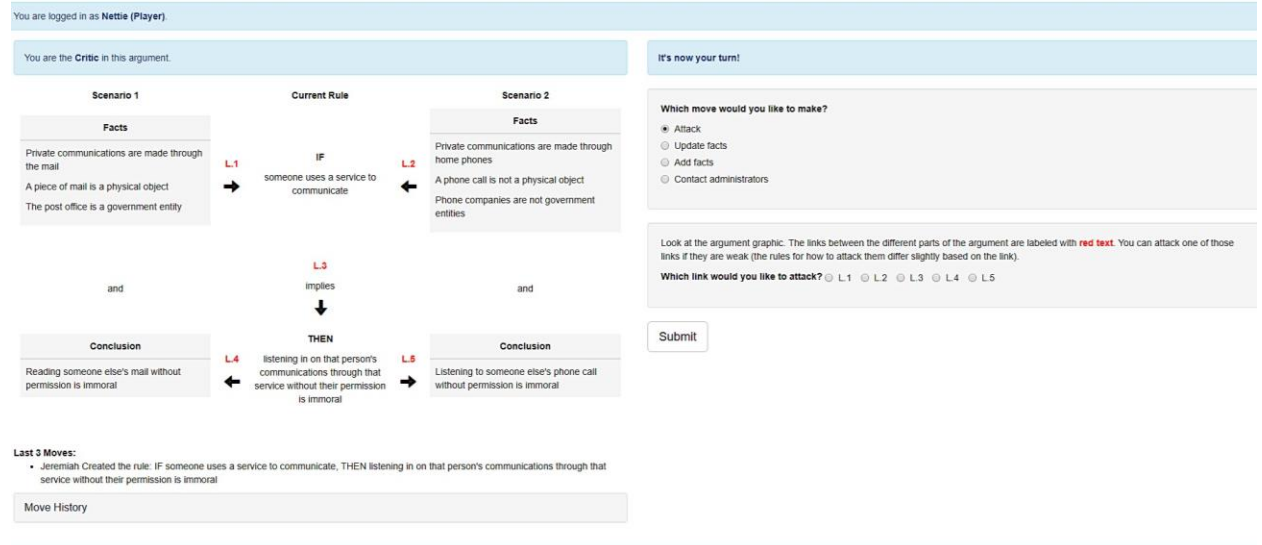 You are logged in as Nettie (Player).
You are the Critic in this argument.
Scenario 1
Facts
Private communications are made through
the mail
A piece of mail is a physical object
The post office is a government entity
and
Conclusion
Reading someone else's mail without
permission is immoral
Current Rule
L.1
IF
someone uses a service to
communicate
L.2
L.3
implies
THEN
L.4
listening in on that person's
communications through that
service without their permission
is immoral
L.5
Scenario 2
Facts
Private communications are made through
home phones
A phone call is not a physical object
Phone companies are not government
entities
and
Conclusion
Listening to someone else's phone call
without permission is immoral
Last 3 Moves:
• Jeremiah Created the rule: IF someone uses a service to communicate, THEN listening in on that person's communications through that
service without their permission is immoral
Move History
It's now your turn!
Which move would you like to make?
Attack
Update facts
Add facts
Contact administrators
Look at the argument graphic. The links between the different parts of the argument are labeled with red text. You can attack one of those
links if they are weak (the rules for how to attack them differ slightly based on the link).
Which link would you like to attack? L.1 L.2 L.3 L.4 L.5
Submit